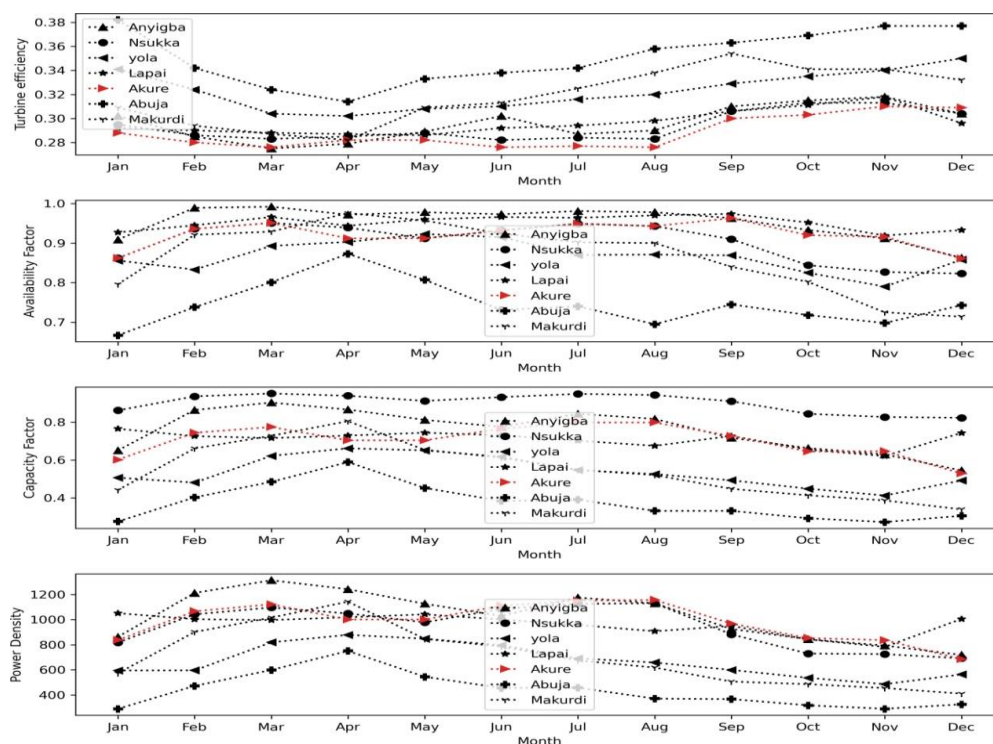 Turbine efficiency
0.38
0.36
0.34
0.32
0.30
0.28
Anyigba
Nsukka
yola
Lapai
Akure
Abuja
Makurdi
Jan Feb Mar Apr May Jun Jul Aug Sep Oct Nov Dec
Month
Availability Factor
1.0
0.9
0.8
0.7
Anyigba
Nsukka
yola
Lapai
Akure
Abuja
Makurdi
Jan Feb Mar Apr May Jun Jul Aug Sep Oct Nov Dec
Month
Capacity Factor
0.8
0.6
0.4
Anyigba
Nsukka
yola
Lapai
Akure
Abuja
Makurdi
Jan Feb Mar Apr May Jun Jul Aug Sep Oct Nov Dec
Month
Power Density
1200
1000
800
600
400
Anyigba
Nsukka
yola
Lapai
Akure
Abuja
Makurdi
Jan Feb Mar Apr May Jun Jul Aug Sep Oct Nov Dec
Month